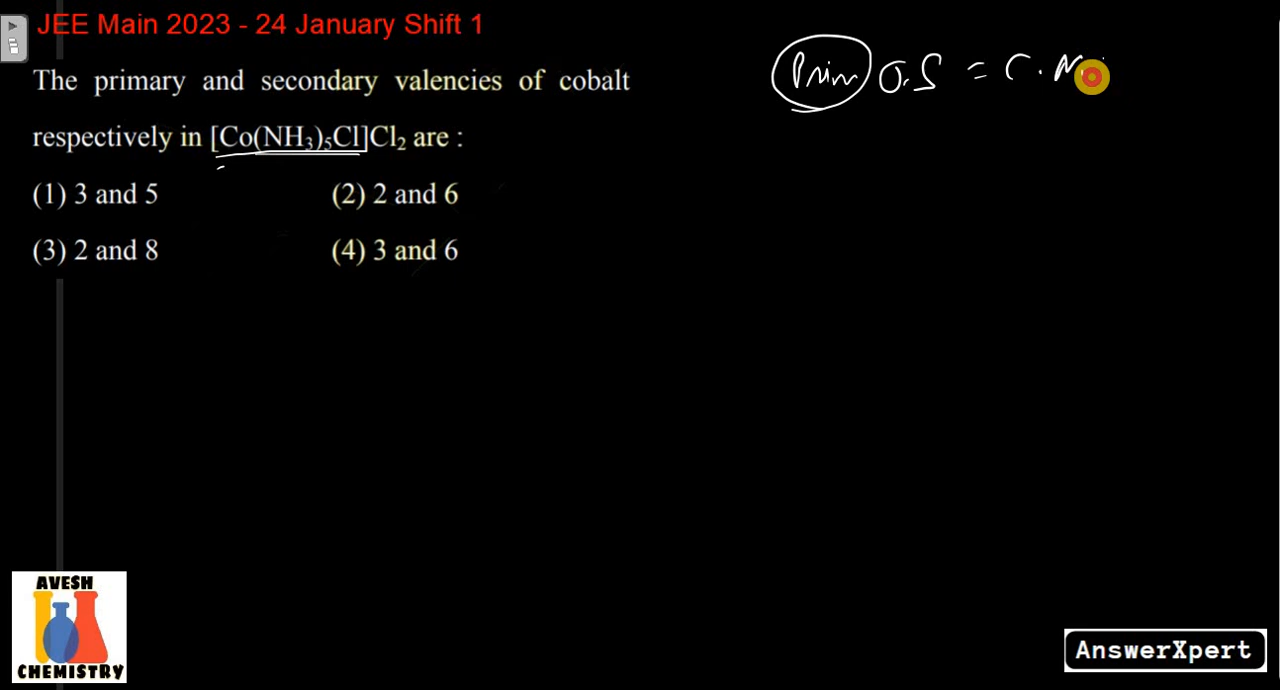 JEE Main 2023 - 24 January Shift 1
The primary and secondary valencies of cobalt
respectively in [Co(NH₃)₅Cl]Cl₂ are :
(1) 3 and 5 (2) 2 and 6
(3) 2 and 8 (4) 3 and 6
Prim O.S = C.N.
AVESH
CHEMISTRY
AnswerXpert